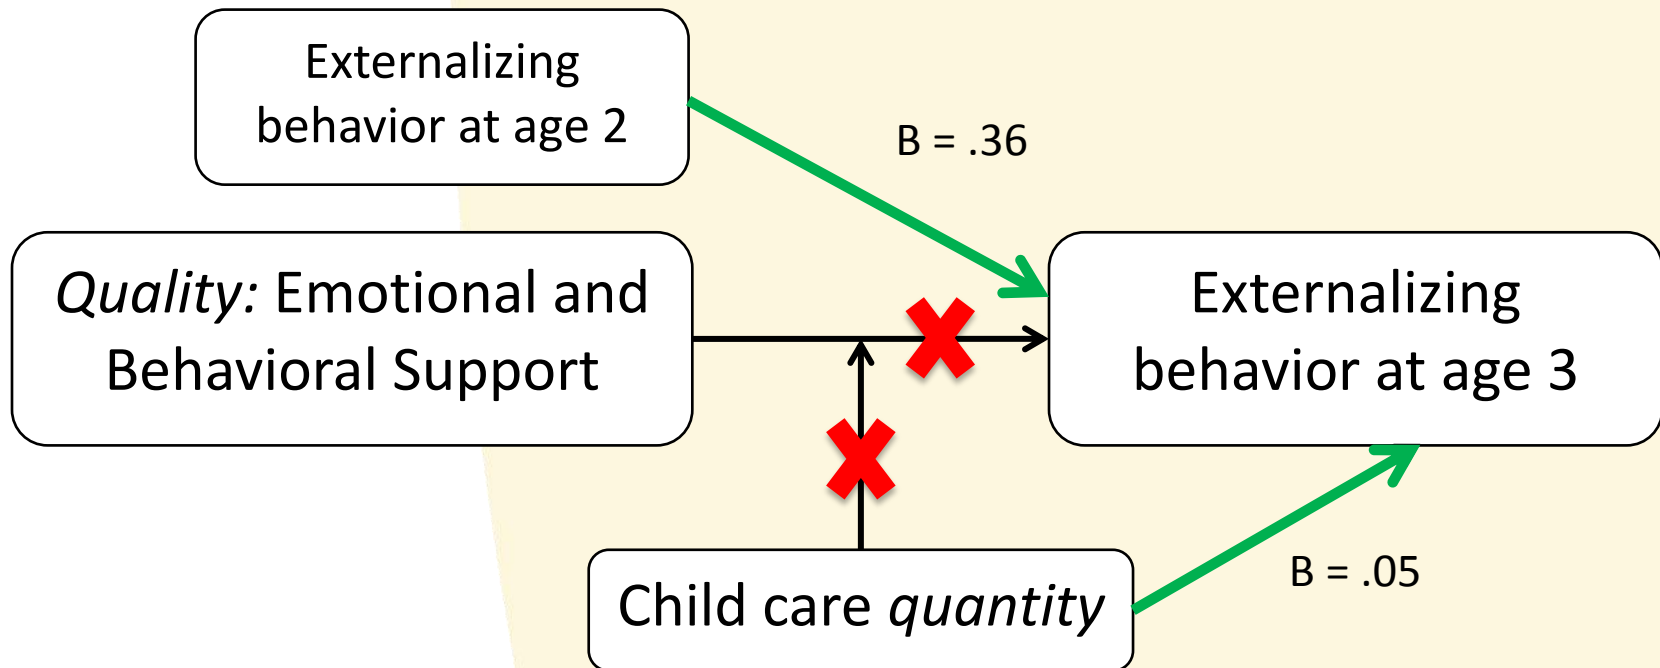 Externalizing
behavior at age 2
B = .36
Quality: Emotional and
Behavioral Support
Externalizing
behavior at age 3
B = .05
Child care quantity